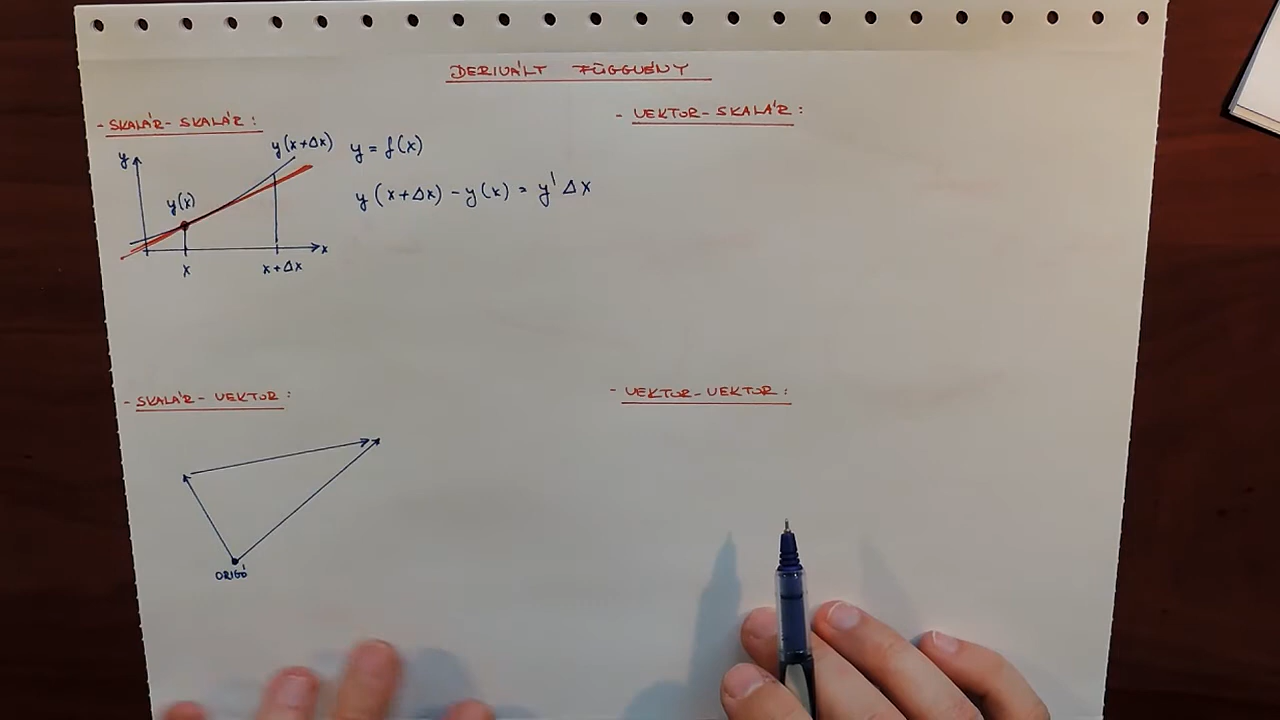 DERIVÁLT FÜGGVÉNY
- SKALÁR - SKALÁR :
y
y(x+Δx)
y(x)
x
x
x+Δx
y = f(x)
y (x+Δx) - y(x) = y' Δx
- VEKTOR - SKALÁR :
- SKALÁR - VEKTOR :
ORIGÓ
- VEKTOR - VEKTOR :